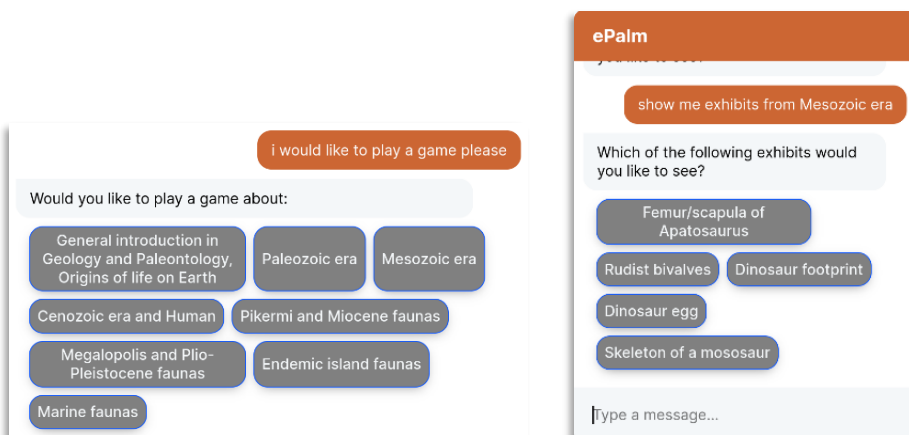 i would like to play a game please
Would you like to play a game about:
General introduction in
Geology and Paleontology,
Origins of life on Earth
Paleozoic era
Mesozoic era
Cenozoic era and Human
Pikermi and Miocene faunas
Megalopolis and Plio-
Pleistocene faunas
Endemic island faunas
Marine faunas
ePalm
you like to see?
show me exhibits from Mesozoic era
Which of the following exhibits would
you like to see?
Femur/scapula of
Apatosaurus
Rudist bivalves
Dinosaur footprint
Dinosaur egg
Skeleton of a mososaur
Type a message...